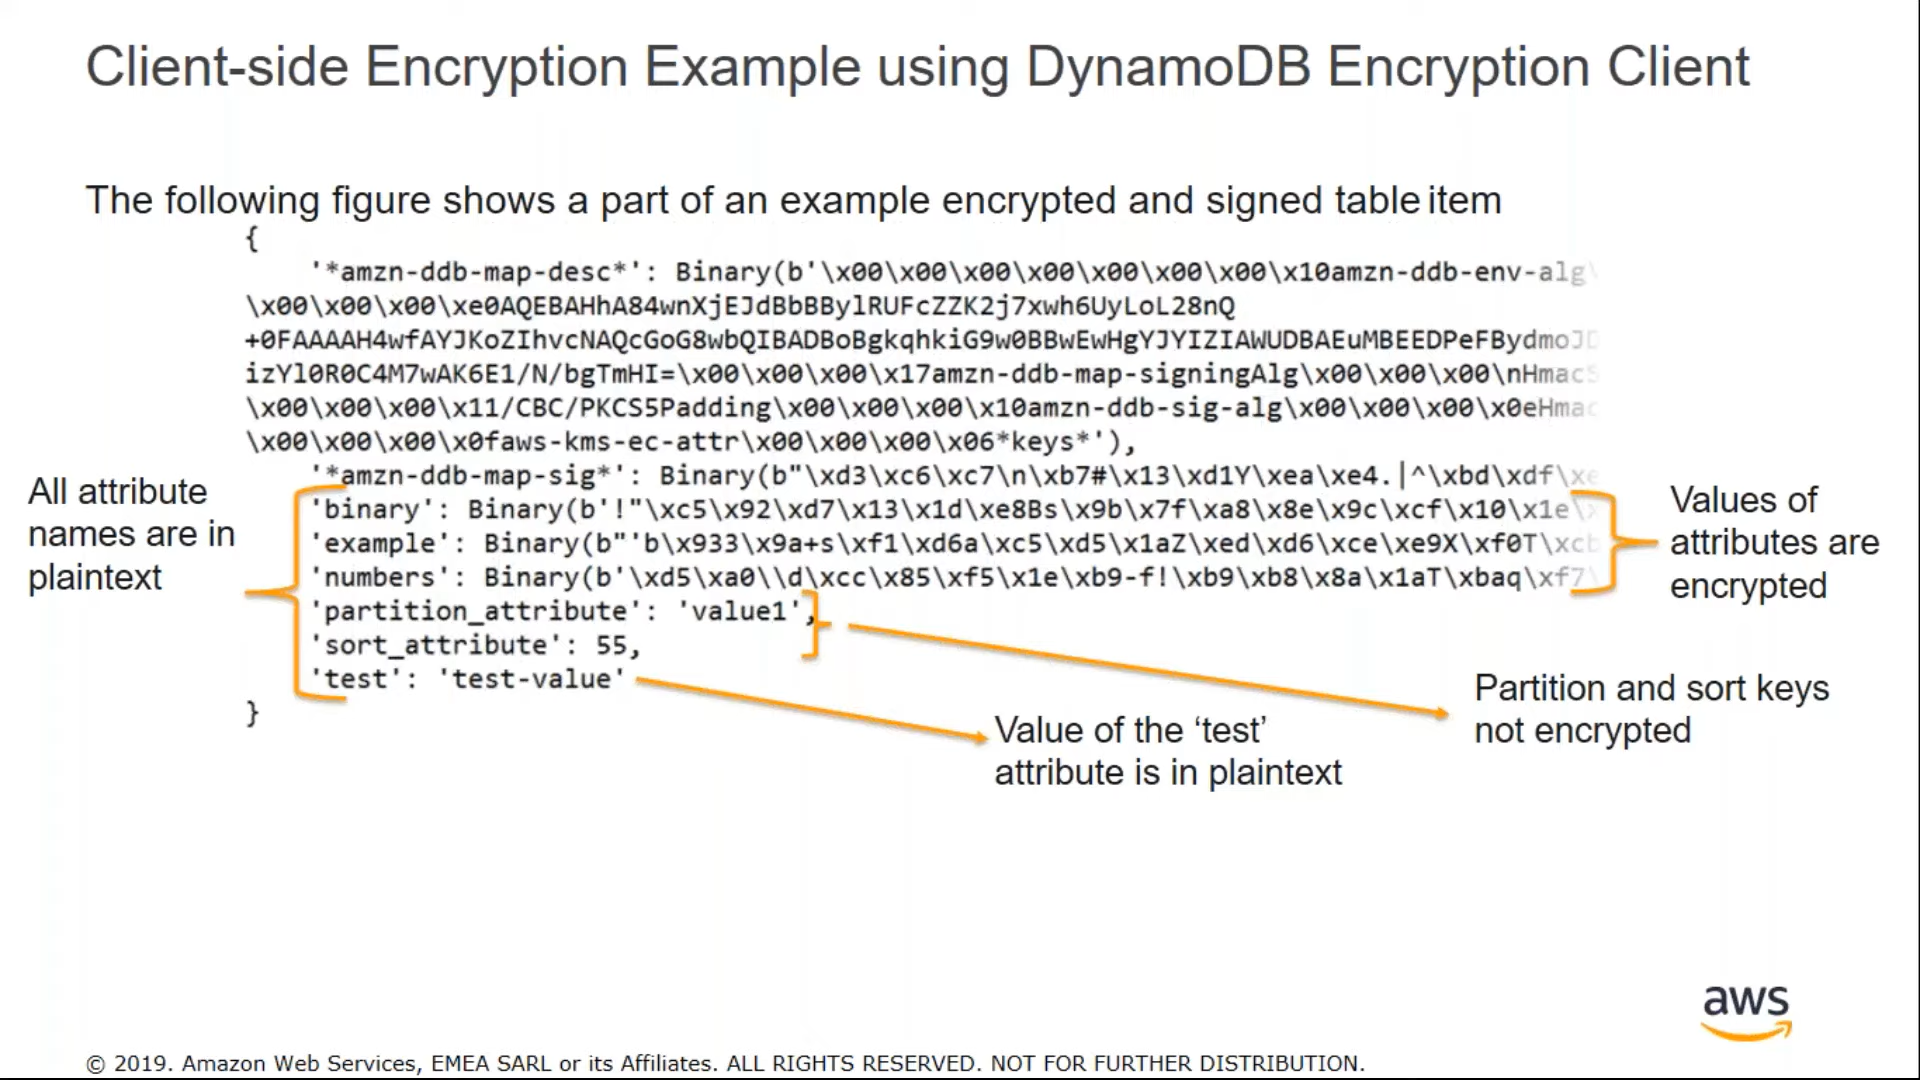 Client-side Encryption Example using DynamoDB Encryption Client
The following figure shows a part of an example encrypted and signed table item
{
'*amzn-ddb-map-desc*': Binary(b'\x00\x00\x00\x00\x00\x00\x00\x10amzn-ddb-env-alg\
\x00\x00\x00\xe0AQEBAHhA84wnXjEJdBbBBylRUFcZZK2j7xwh6UyLoL28nQ
+0FAAAAH4wfAYJKoZIhvcNAQcGoG8wbQIBADBoBgkqhkiG9w0BBwEwHgYJYIZIAWUDBAEuMBEEDPeFBydmoJD
izYl0R0C4M7wAK6E1/N/bgTmHI=\x00\x00\x00\x17amzn-ddb-map-signingAlg\x00\x00\x00\nHmacS
\x00\x00\x00\x11/CBC/PKCS5Padding\x00\x00\x00\x10amzn-ddb-sig-alg\x00\x00\x00\x0eHmac
\x00\x00\x00\x0faws-kms-ec-attr\x00\x00\x00\x06*keys*'),
'*amzn-ddb-map-sig*': Binary(b"\xd3\xc6\xc7\n\xb7#\x13\xd1Y\xea\xe4.|^\xbd\xdf\xe
'binary': Binary(b'!"\xc5\x92\xd7\x13\x1d\xe8Bs\x9b\x7f\xa8\x8e\x9c\xcf\x10\x1e\x
'example': Binary(b"'b\x933\x9a+s\xf1\xd6a\xc5\xd5\x1aZ\xed\xd6\xce\xe9X\xf0T\xcb
'numbers': Binary(b'\xd5\xa0\\d\xcc\x85\xf5\x1e\xb9-f!\xb9\xb8\x8a\x1aT\xbaq\xf7\
'partition_attribute': 'value1',
'sort_attribute': 55,
'test': 'test-value'
}
All attribute
names are in
plaintext
Values of
attributes are
encrypted
Partition and sort keys
not encrypted
Value of the ‘test’
attribute is in plaintext
aws
© 2019. Amazon Web Services, EMEA SARL or its Affiliates. ALL RIGHTS RESERVED. NOT FOR FURTHER DISTRIBUTION.